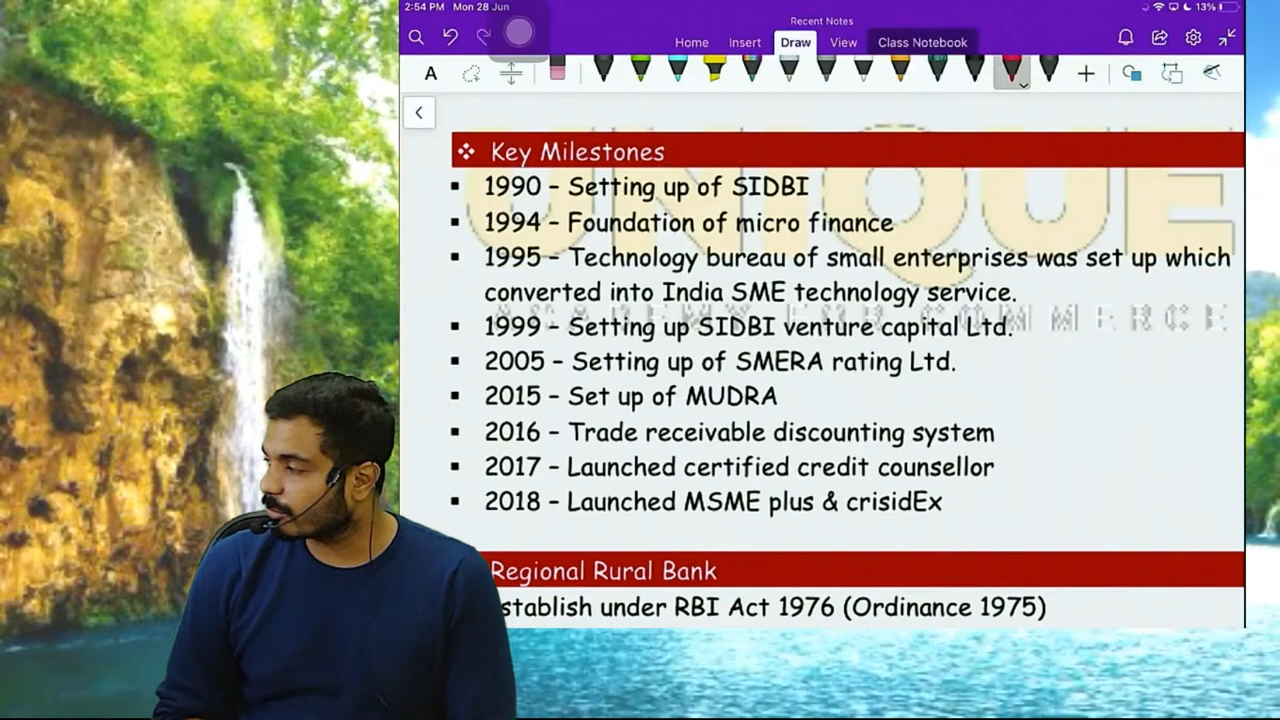 2:54 PM Mon 28 Jun
13%
Recent Notes
Home Insert Draw View Class Notebook
A
UNIQUE
ACADEMY FOR COMMERCE
❖ Key Milestones
▪ 1990 – Setting up of SIDBI
▪ 1994 – Foundation of micro finance
▪ 1995 – Technology bureau of small enterprises was set up which
converted into India SME technology service.
▪ 1999 – Setting up SIDBI venture capital Ltd.
▪ 2005 – Setting up of SMERA rating Ltd.
▪ 2015 – Set up of MUDRA
▪ 2016 – Trade receivable discounting system
▪ 2017 – Launched certified credit counsellor
▪ 2018 – Launched MSME plus & crisidEx
Regional Rural Bank
stablish under RBI Act 1976 (Ordinance 1975)